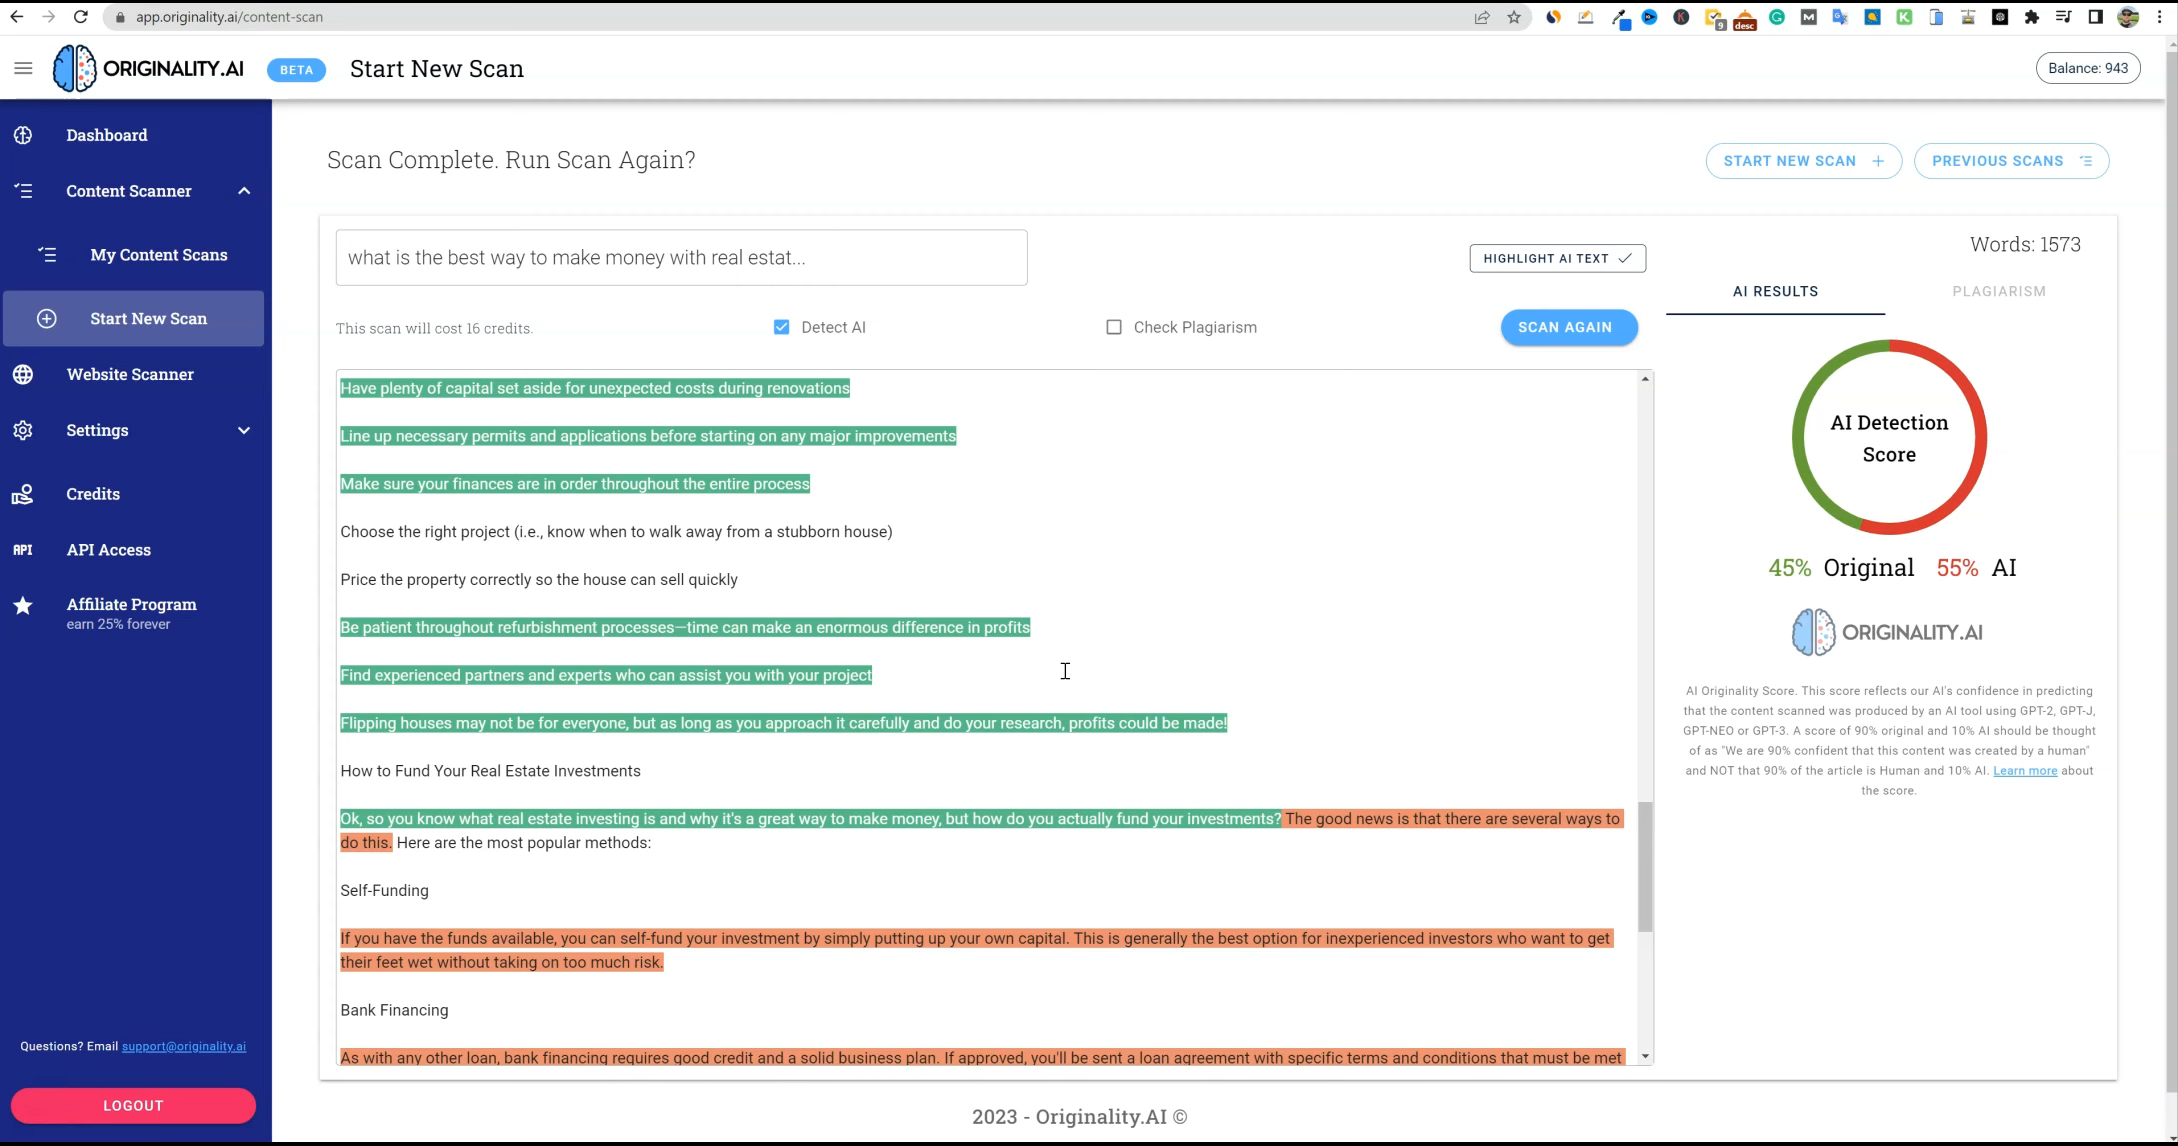 app.originality.ai/content-scan
9
desc
ORIGINALITY.AI
BETA
Start New Scan
Balance: 943
Dashboard
Content Scanner
My Content Scans
Start New Scan
Website Scanner
Settings
Credits
API
API Access
Affiliate Program
earn 25% forever
Questions? Email support@originality.ai
LOGOUT
Scan Complete. Run Scan Again?
START NEW SCAN
PREVIOUS SCANS
what is the best way to make money with real estat...
HIGHLIGHT AI TEXT
This scan will cost 16 credits.
Detect AI
Check Plagiarism
SCAN AGAIN
Have plenty of capital set aside for unexpected costs during renovations
Line up necessary permits and applications before starting on any major improvements
Make sure your finances are in order throughout the entire process
Choose the right project (i.e., know when to walk away from a stubborn house)
Price the property correctly so the house can sell quickly
Be patient throughout refurbishment processes—time can make an enormous difference in profits
Find experienced partners and experts who can assist you with your project
Flipping houses may not be for everyone, but as long as you approach it carefully and do your research, profits could be made!
How to Fund Your Real Estate Investments
Ok, so you know what real estate investing is and why it's a great way to make money, but how do you actually fund your investments? The good news is that there are several ways to
do this. Here are the most popular methods:
Self-Funding
If you have the funds available, you can self-fund your investment by simply putting up your own capital. This is generally the best option for inexperienced investors who want to get
their feet wet without taking on too much risk.
Bank Financing
As with any other loan, bank financing requires good credit and a solid business plan. If approved, you'll be sent a loan agreement with specific terms and conditions that must be met
Words: 1573
AI RESULTS
PLAGIARISM
AI Detection
Score
45% Original 55% AI
ORIGINALITY.AI
AI Originality Score. This score reflects our AI's confidence in predicting
that the content scanned was produced by an AI tool using GPT-2, GPT-J,
GPT-NEO or GPT-3. A score of 90% original and 10% AI should be thought
of as "We are 90% confident that this content was created by a human"
and NOT that 90% of the article is Human and 10% AI. Learn more about
the score.
2023 - Originality.AI ©